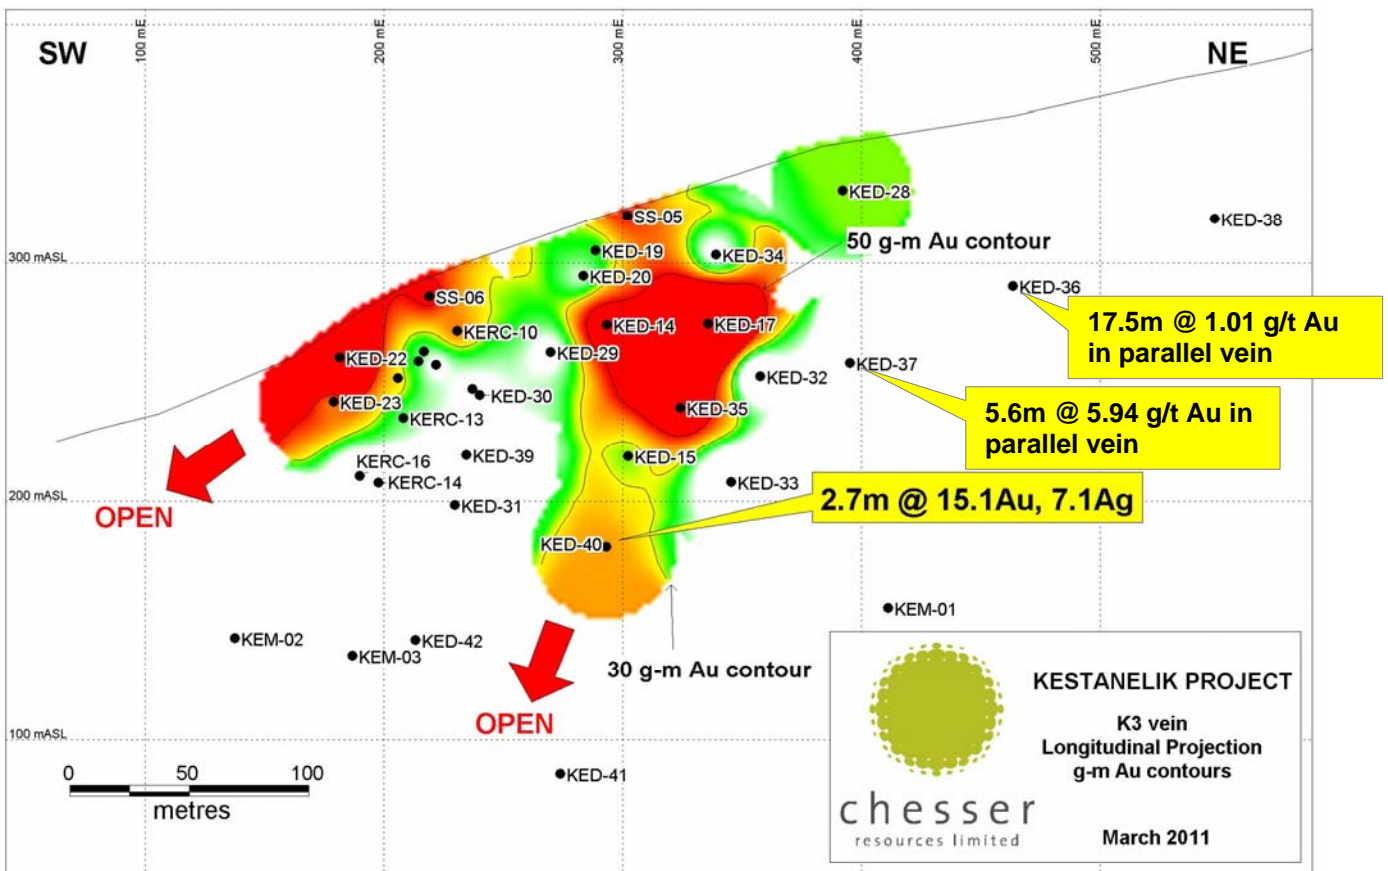 100 mE
200 mE
300 mE
400 mE
500 mE
SW
NE
KED-28
SS-05
KED-38
50 g-m Au contour
KED-19
KED-34
300 mASL
KED-20
KED-36
SS-06
17.5m @ 1.01 g/t Au
in parallel vein
KED-14
KED-17
KERC-10
KED-29
KED-22
KED-37
KED-32
KED-30
5.6m @ 5.94 g/t Au in
parallel vein
KED-23
KED-35
KERC-13
KED-39
KED-15
KERC-16
KERC-14
KED-33
200 mASL
2.7m @ 15.1Au, 7.1Ag
KED-31
OPEN
KED-40
KEM-01
KEM-02
KED-42
KEM-03
30 g-m Au contour
OPEN
100 mASL
KED-41
0 50 100
metres
KESTANELIK PROJECT
K3 vein
Longitudinal Projection
g-m Au contours
chesser
resources limited
March 2011